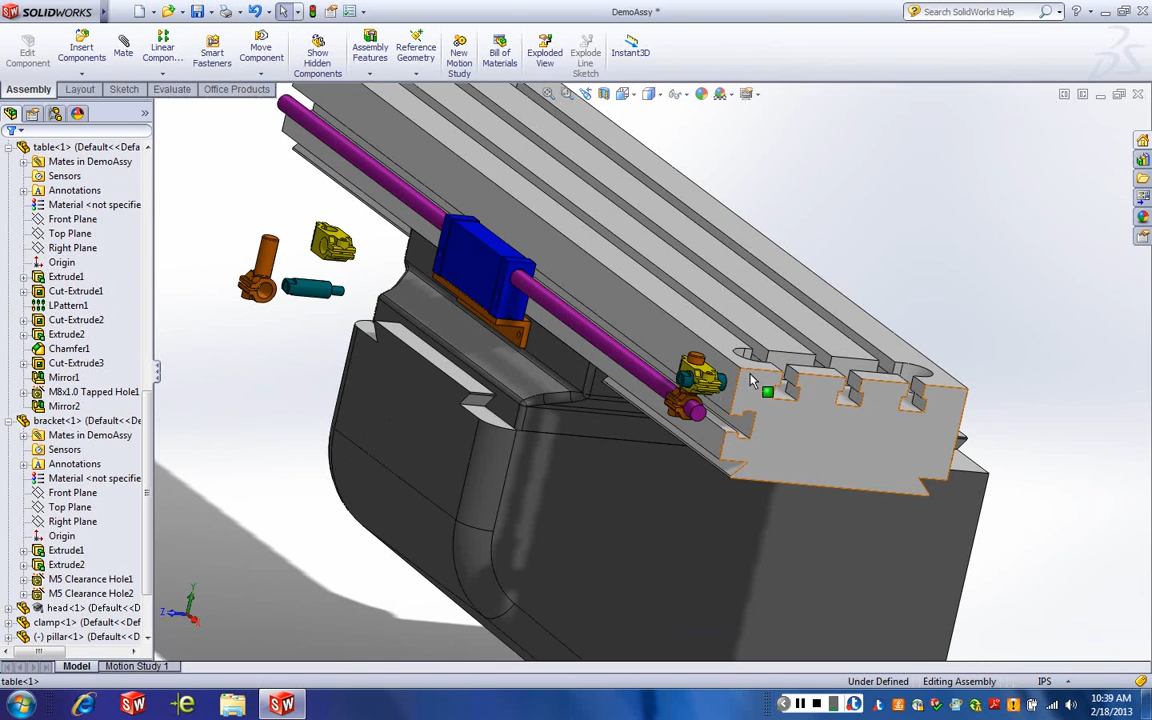 SOLIDWORKS
DemoAssy *
Search SolidWorks Help
Edit Component
Insert Components
Mate
Linear Compon...
Smart Fasteners
Move Component
Show Hidden Components
Assembly Features
Reference Geometry
New Motion Study
Bill of Materials
Exploded View
Explode Line Sketch
Instant3D
Assembly
Layout
Sketch
Evaluate
Office Products
table<1> (Default<<Defa
Mates in DemoAssy
Sensors
Annotations
Material <not specifie
Front Plane
Top Plane
Right Plane
Origin
Extrude1
Cut-Extrude1
LPattern1
Cut-Extrude2
Extrude2
Chamfer1
Cut-Extrude3
Mirror1
M8x1.0 Tapped Hole1
Mirror2
bracket<1> (Default<<Def
Mates in DemoAssy
Sensors
Annotations
Material <not specifie
Front Plane
Top Plane
Right Plane
Origin
Extrude1
Extrude2
M5 Clearance Hole1
M5 Clearance Hole2
head<1> (Default<<D
clamp<1> (Default<<Def
(-) pillar<1> (Default<<D
Y
Z
X
Model
Motion Study 1
table<1>
Under Defined
Editing Assembly
IPS
10:39 AM
2/18/2013